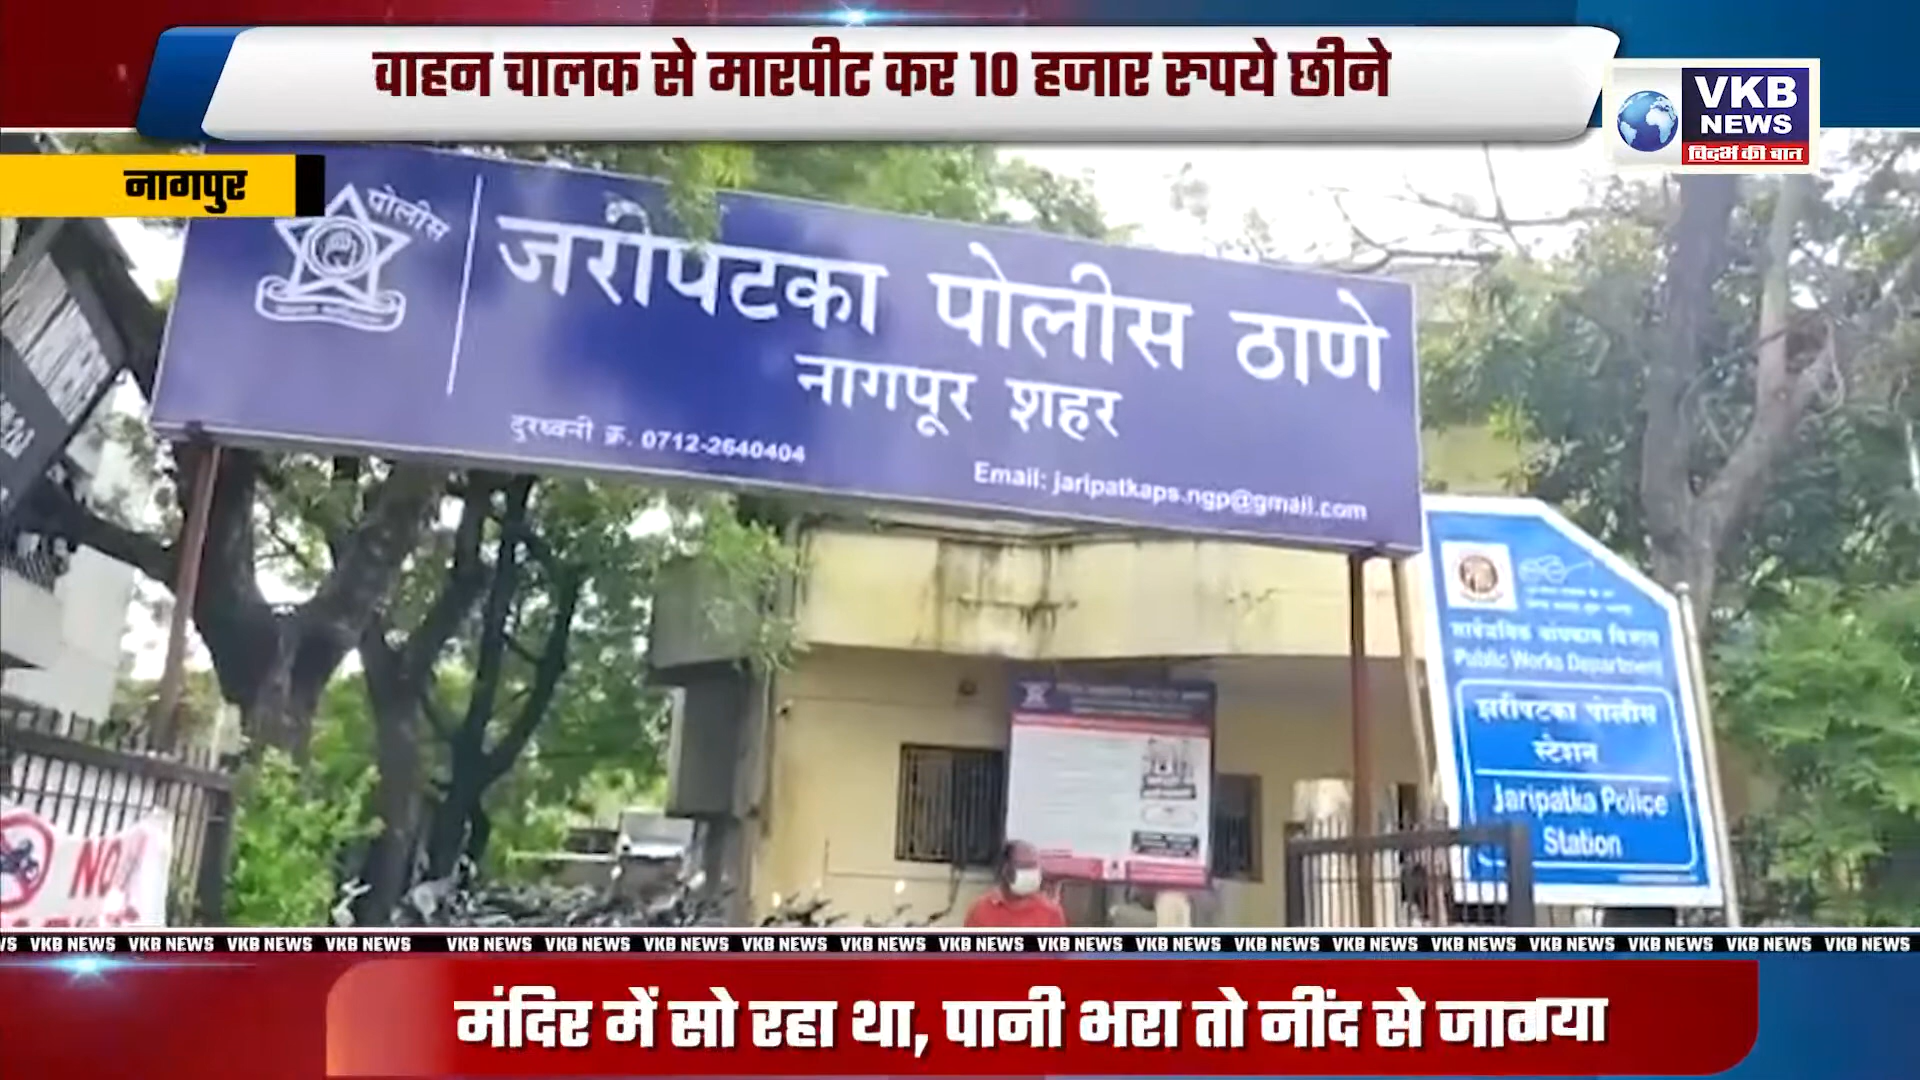 वाहन चालक से मारपीट कर 10 हजार रुपये छीने
VKB
NEWS
विदर्भ की बात
नागपुर
पोलीस
जरीपटका पोलीस ठाणे
नागपूर शहर
दुरध्वनी क्र. 0712-2640404
Email: jaripatkaps.ngp@gmail.com
सार्वजनिक बांधकाम विभाग
Public Works Department
झरीपटका पोलीस
स्टेशन
Jaripatka Police
Station
NO
VKB NEWS VKB NEWS VKB NEWS VKB NEWS VKB NEWS VKB NEWS VKB NEWS VKB NEWS VKB NEWS VKB NEWS VKB NEWS VKB NEWS VKB NEWS VKB NEWS VKB NEWS VKB NEWS VKB NEWS VKB NEWS VKB NEWS
मंदिर में सो रहा था, पानी भरा तो नींद से जागया